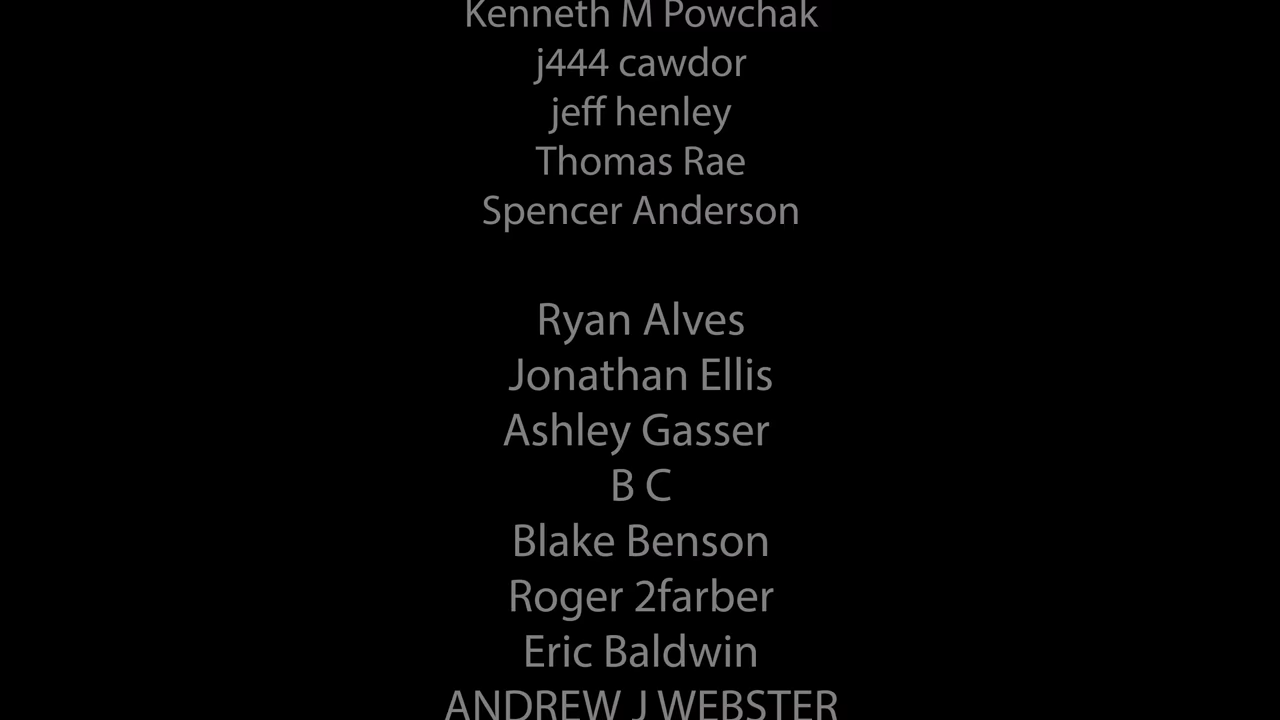 Kenneth M Powchak
j444 cawdor
jeff henley
Thomas Rae
Spencer Anderson
Ryan Alves
Jonathan Ellis
Ashley Gasser
B C
Blake Benson
Roger 2farber
Eric Baldwin
ANDREW J WEBSTER